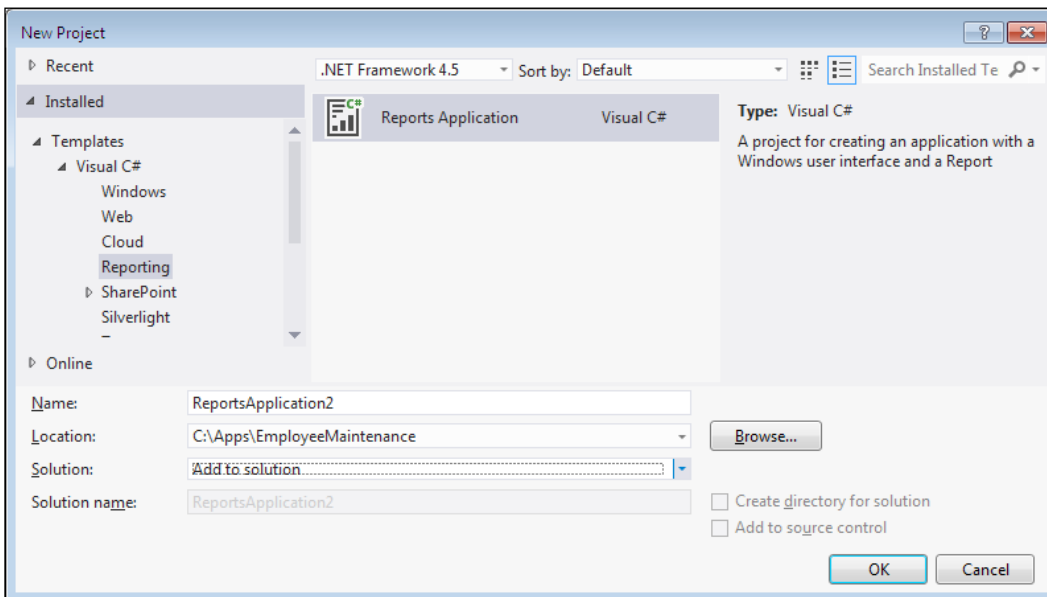 New Project
Recent
.NET Framework 4.5 Sort by: Default Search Installed Te
Installed
Templates
Visual C#
Windows
Web
Cloud
Reporting
SharePoint
Silverlight
Online
C#
Reports Application Visual C#
Type: Visual C#
A project for creating an application with a
Windows user interface and a Report
Name: ReportsApplication2
Location: C:\Apps\EmployeeMaintenance
Browse...
Solution: Add to solution
Solution name: ReportsApplication2
Create directory for solution
Add to source control
OK Cancel